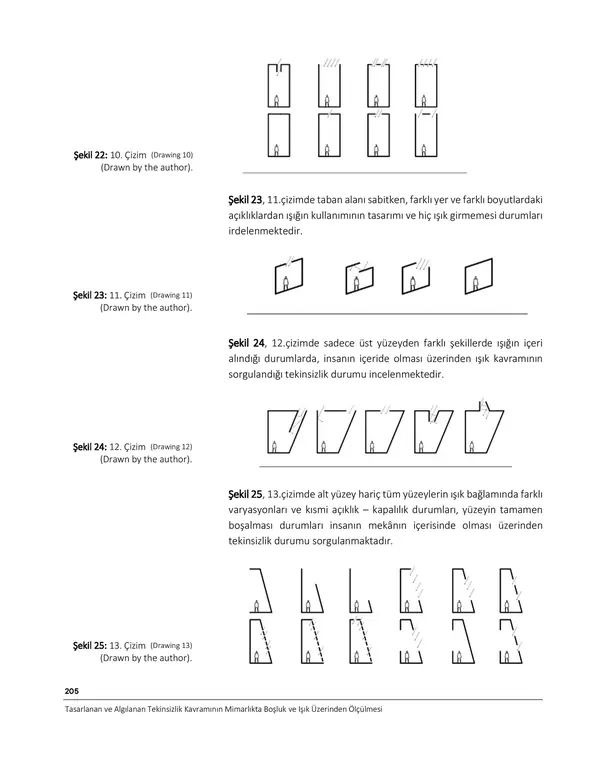 Şekil 22: 10. Çizim (Drawing 10)
(Drawn by the author).
Şekil 23, 11.çizimde taban alanı sabitken, farklı yer ve farklı boyutlardaki
açıklıklardan ışığın kullanımının tasarımı ve hiç ışık girmemesi durumları
irdelenmektedir.
Şekil 23: 11. Çizim (Drawing 11)
(Drawn by the author).
Şekil 24, 12.çizimde sadece üst yüzeyden farklı şekillerde ışığın içeri
alındığı durumlarda, insanın içeride olması üzerinden ışık kavramının
sorgulandığı tekinsizlik durumu incelenmektedir.
Şekil 24: 12. Çizim (Drawing 12)
(Drawn by the author).
Şekil 25, 13.çizimde alt yüzey hariç tüm yüzeylerin ışık bağlamında farklı
varyasyonları ve kısmi açıklık – kapalılık durumları, yüzeyin tamamen
boşalması durumları insanın mekânın içerisinde olması üzerinden
tekinsizlik durumu sorgulanmaktadır.
Şekil 25: 13. Çizim (Drawing 13)
(Drawn by the author).
205
Tasarlanan ve Algılanan Tekinsizlik Kavramının Mimarlıkta Boşluk ve Işık Üzerinden Ölçülmesi